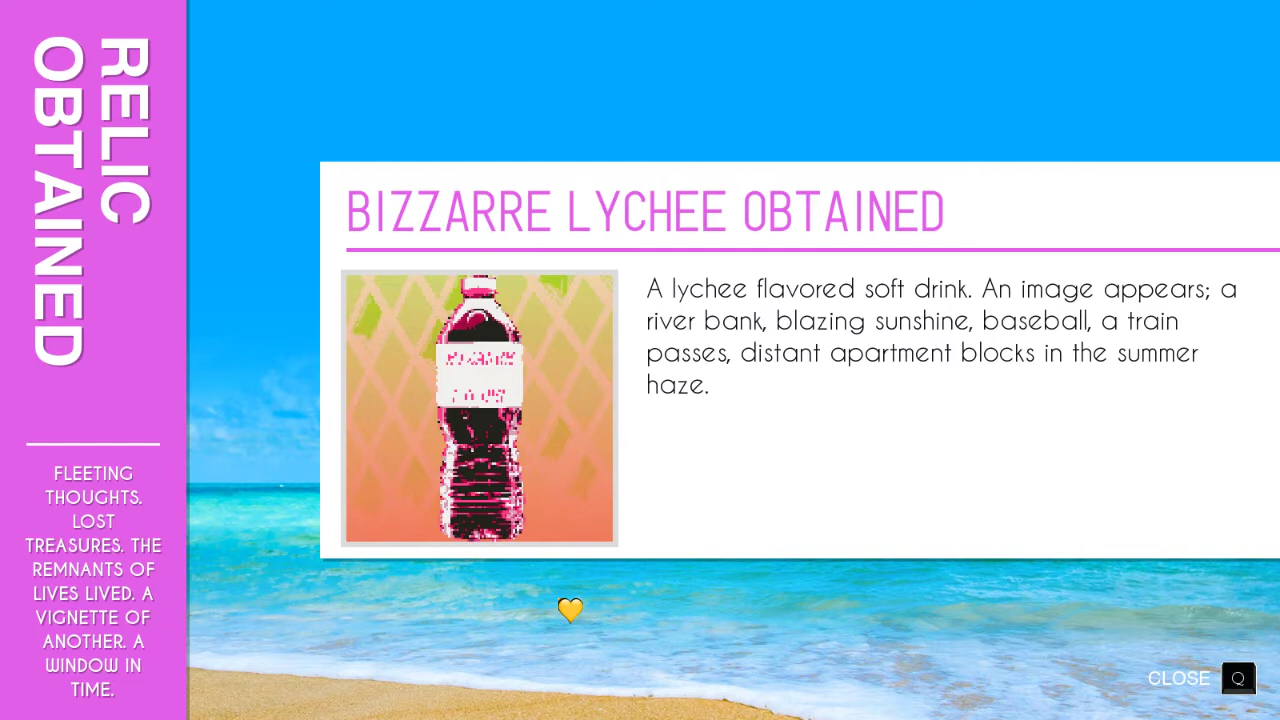 RELIC
OBTAINED
FLEETING
THOUGHTS.
LOST
TREASURES. THE
REMNANTS OF
LIVES LIVED. A
VIGNETTE OF
ANOTHER. A
WINDOW IN
TIME.
BIZZARRE LYCHEE OBTAINED
A lychee flavored soft drink. An image appears; a
river bank, blazing sunshine, baseball, a train
passes, distant apartment blocks in the summer
haze.
CLOSE Q